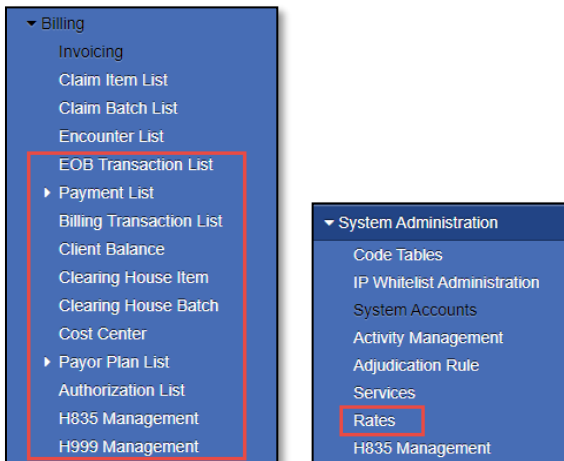 Billing
Invoicing
Claim Item List
Claim Batch List
Encounter List
EOB Transaction List
Payment List
Billing Transaction List
Client Balance
Clearing House Item
Clearing House Batch
Cost Center
Payor Plan List
Authorization List
H835 Management
H999 Management
System Administration
Code Tables
IP Whitelist Administration
System Accounts
Activity Management
Adjudication Rule
Services
Rates
H835 Management